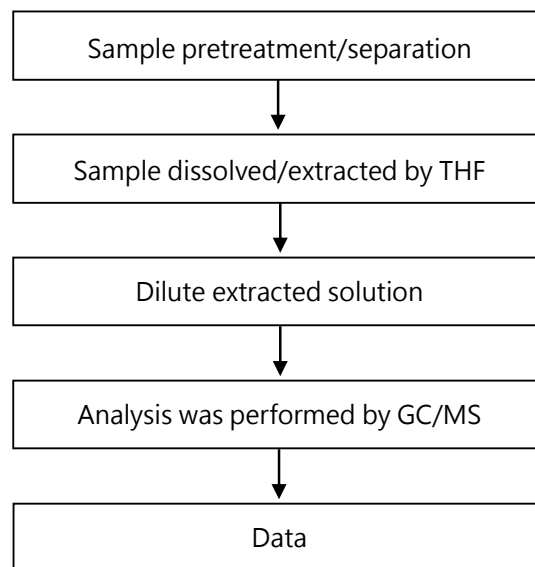 Sample pretreatment/separation
Sample dissolved/extracted by THF
Dilute extracted solution
Analysis was performed by GC/MS
Data